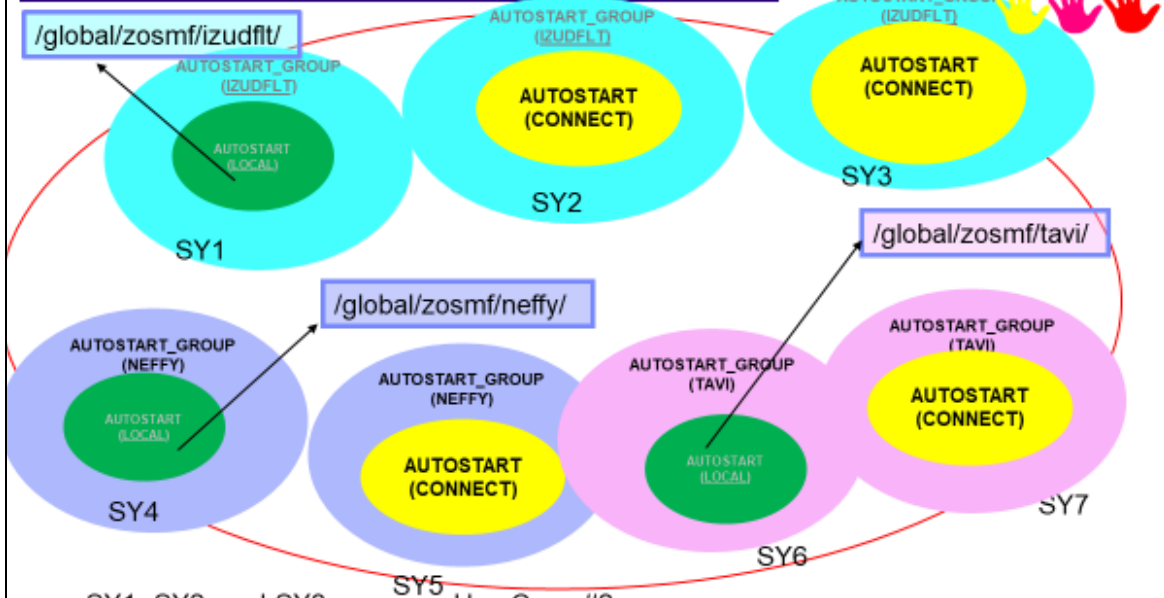 /global/zosmf/izudflt/
AUTOSTART_GROUP
(IZUDFLT)
AUTOSTART
(LOCAL)
SY1
AUTOSTART_GROUP
(IZUDFLT)
AUTOSTART
(CONNECT)
SY2
(IZUDFLT)
AUTOSTART
(CONNECT)
SY3
/global/zosmf/tavi/
/global/zosmf/neffy/
AUTOSTART_GROUP
(NEFFY)
AUTOSTART
(LOCAL)
SY4
AUTOSTART_GROUP
(NEFFY)
AUTOSTART
(CONNECT)
SY5
AUTOSTART_GROUP
(TAVI)
AUTOSTART
(LOCAL)
SY6
AUTOSTART_GROUP
(TAVI)
AUTOSTART
(CONNECT)
SY7